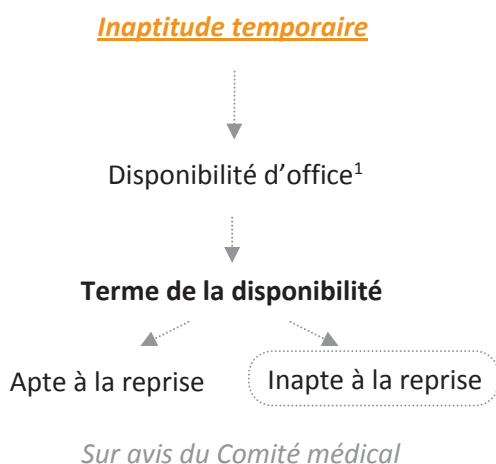 Inaptitude temporaire
Disponibilité d’office¹
Terme de la disponibilité
Apte à la reprise
Inapte à la reprise
Sur avis du Comité médical